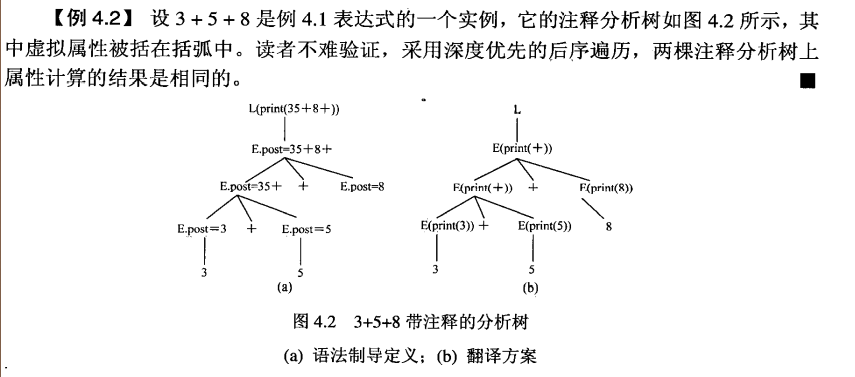 【例 4.2】 设 3 + 5 + 8 是例 4.1 表达式的一个实例，它的注释分析树如图 4.2 所示，其
中虚拟属性被括在括弧中。读者不难验证，采用深度优先的后序遍历，两棵注释分析树上
属性计算的结果是相同的。 ■
L(print(35+8+)) L
E.post=35+8+ E(print(+))
E.post=35+ + E.post=8 E(print(+)) + E(print(8))
E.post=3 + E.post=5 E(print(3)) + E(print(5)) 8
3 5 3 5
(a) (b)
图 4.2 3+5+8 带注释的分析树
(a) 语法制导定义；(b) 翻译方案